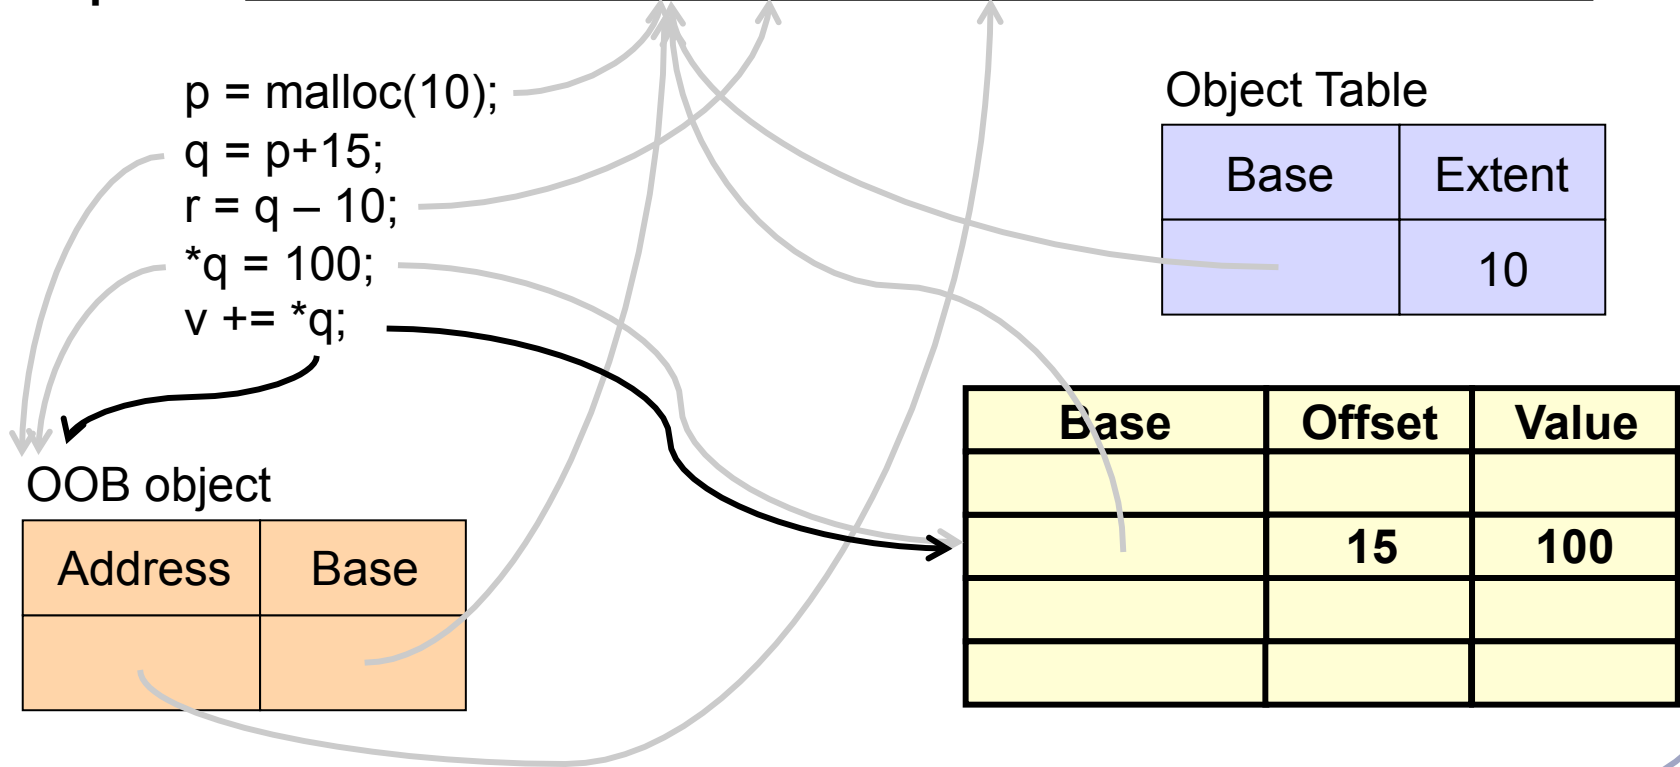 p = malloc(10);
q = p+15;
r = q – 10;
*q = 100;
v += *q;
Object Table
Base Extent
10
OOB object
Address Base
Base Offset Value
15 100